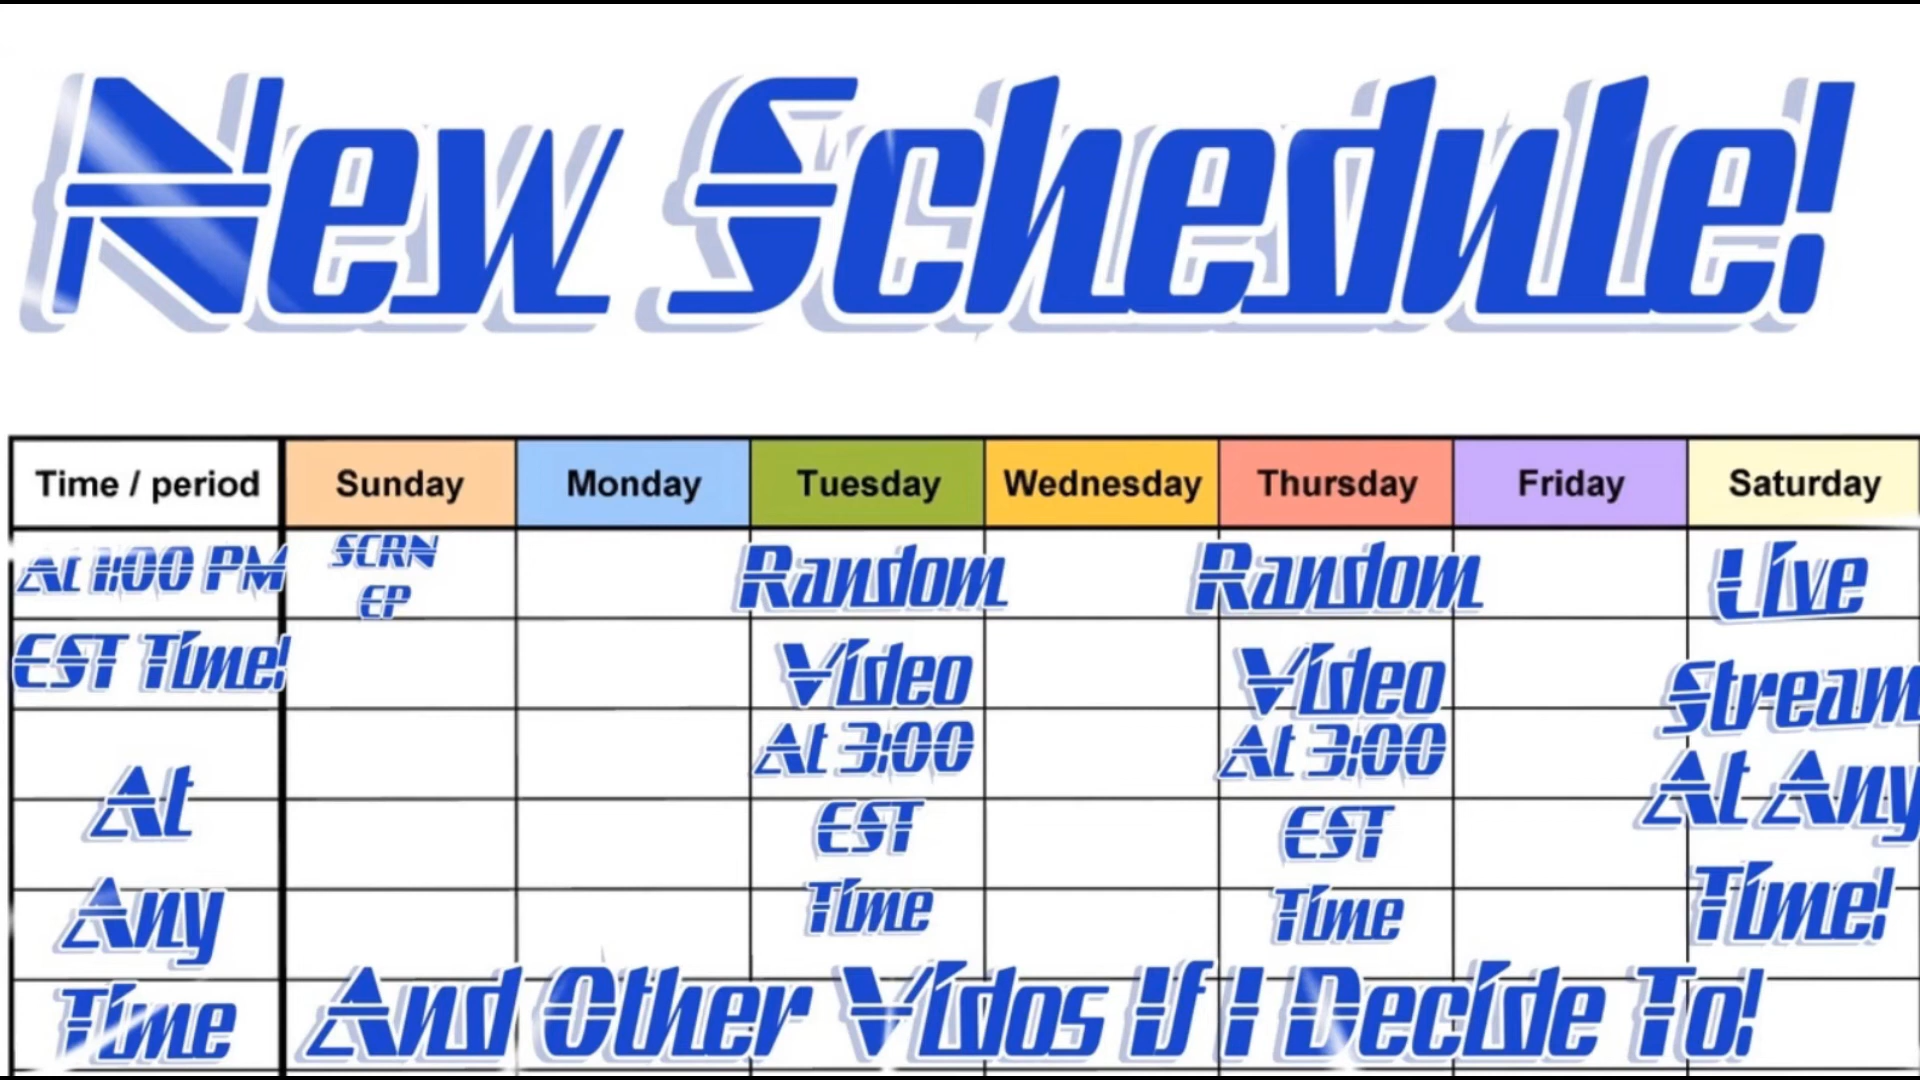 New Schedule!
Time / period Sunday Monday Tuesday Wednesday Thursday Friday Saturday
At 1:00 PM
EST Time!
At
Any
Time
SCRN
EP
Random
Video
At 3:00
EST
Time
Random
Video
At 3:00
EST
Time
Live
Stream
At Any
Time!
And Other Vidos If I Decide To!